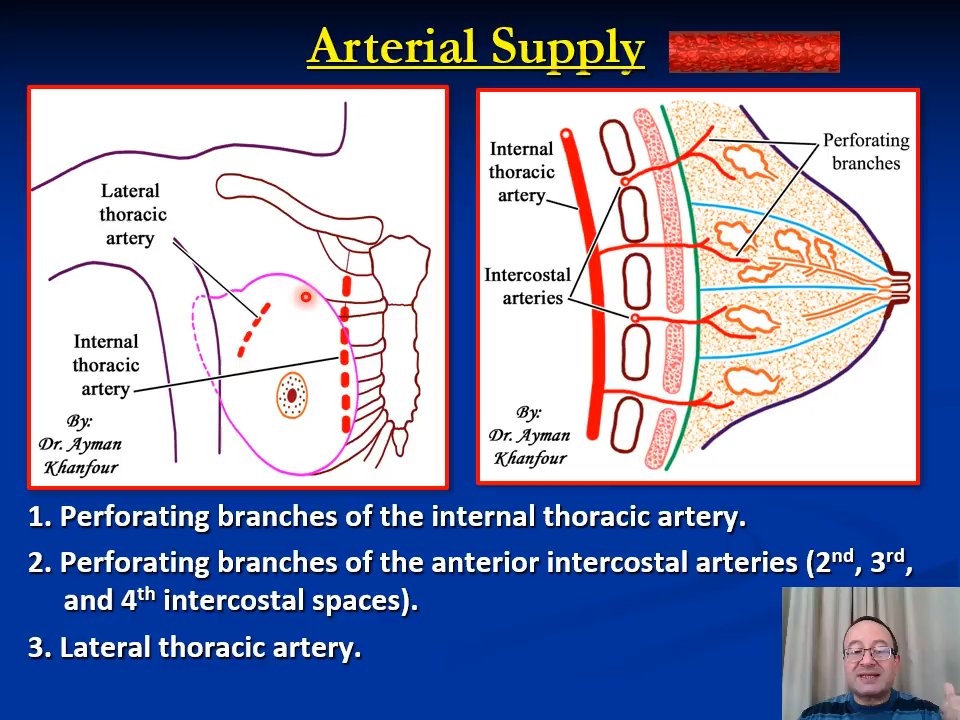 Arterial Supply
Lateral
thoracic
artery
Internal
thoracic
artery
By:
Dr. Ayman
Khanfour
Internal
thoracic
artery
Intercostal
arteries
Perforating
branches
By:
Dr. Ayman
Khanfour
1. Perforating branches of the internal thoracic artery.
2. Perforating branches of the anterior intercostal arteries (2nd, 3rd,
and 4th intercostal spaces).
3. Lateral thoracic artery.